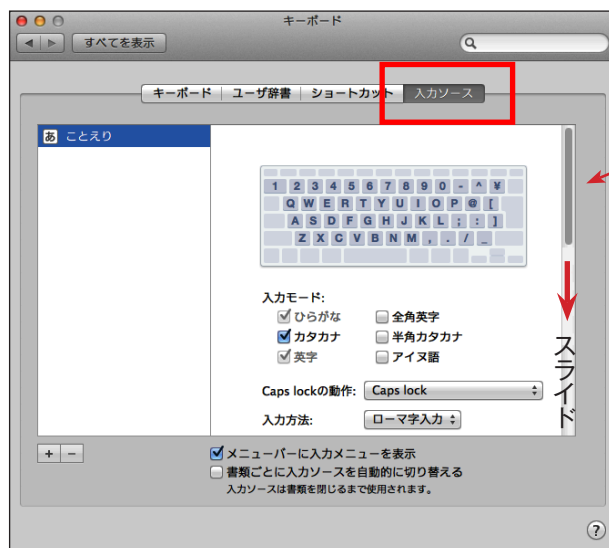 キーボード
すべてを表示
キーボード ユーザ辞書 ショートカット 入力ソース
あ ことえり
1 2 3 4 5 6 7 8 9 0 - ^ ¥
Q W E R T Y U I O P @ [
A S D F G H J K L ; : ]
Z X C V B N M , . / _
入力モード:
ひらがな 全角英字
カタカナ 半角カタカナ
英字 アイヌ語
Caps lockの動作: Caps lock
入力方法: ローマ字入力
スライド
+ -
メニューバーに入力メニューを表示
書類ごとに入力ソースを自動的に切り替える
入力ソースは書類を閉じるまで使用されます。
?